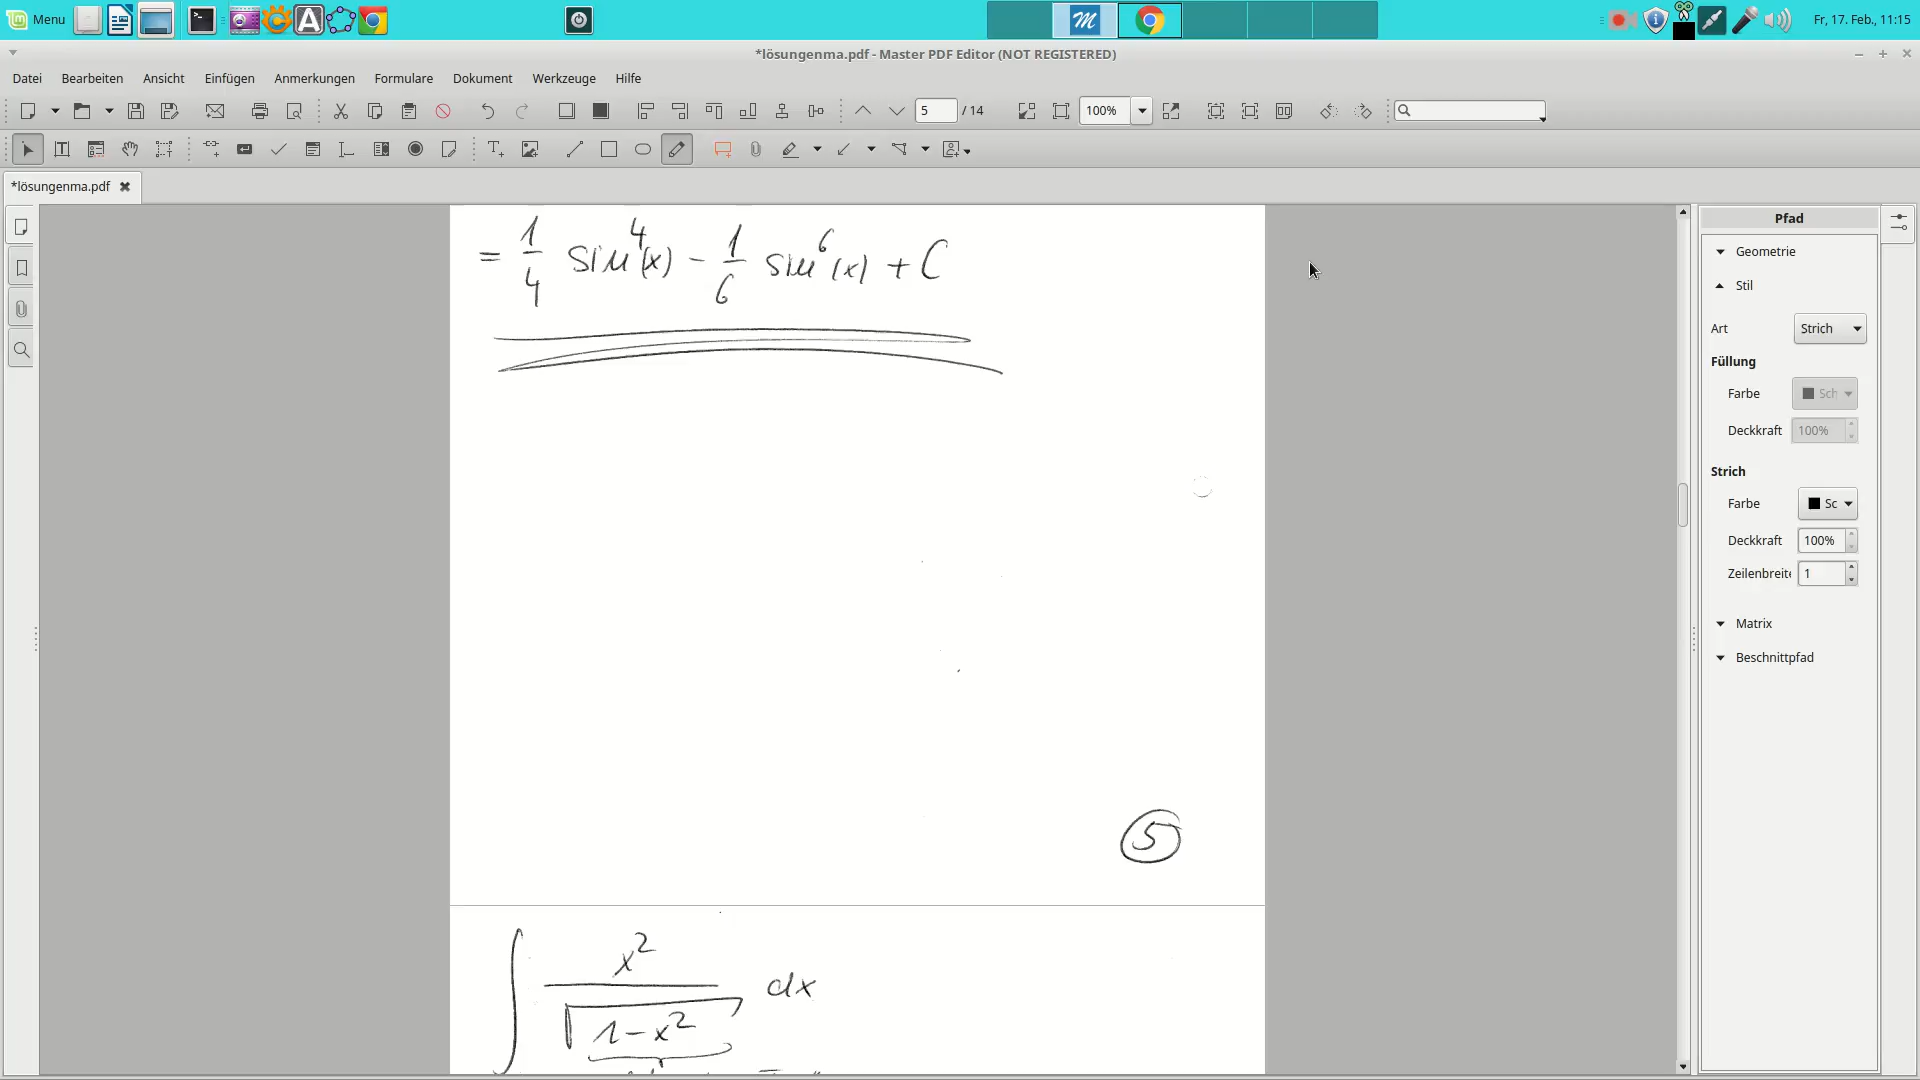 Menu
Fr, 17. Feb., 11:15
*lösungenma.pdf - Master PDF Editor (NOT REGISTERED)
Datei Bearbeiten Ansicht Einfügen Anmerkungen Formulare Dokument Werkzeuge Hilfe
5 / 14 100%
*lösungenma.pdf
Pfad
Geometrie
Stil
Art Strich
Füllung
Farbe Sch
Deckkraft 100%
Strich
Farbe Sc
Deckkraft 100%
Zeilenbreite 1
Matrix
Beschnittpfad
= 1/4 sin⁴(x) - 1/6 sin⁶(x) + C
5
∫ x²/√(1-x²) dx